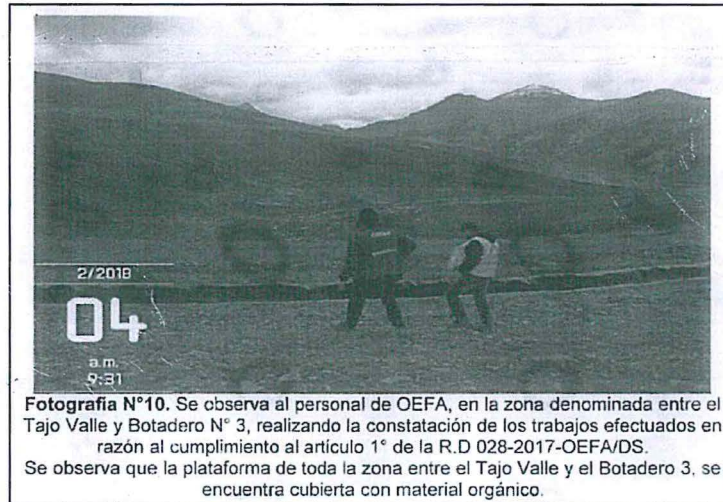 2/2018
04
a.m.
9:31
Fotografía N°10. Se observa al personal de OEFA, en la zona denominada entre el
Tajo Valle y Botadero N° 3, realizando la constatación de los trabajos efectuados en
razón al cumplimiento al artículo 1° de la R.D 028-2017-OEFA/DS.
Se observa que la plataforma de toda la zona entre el Tajo Valle y el Botadero 3, se
encuentra cubierta con material orgánico.